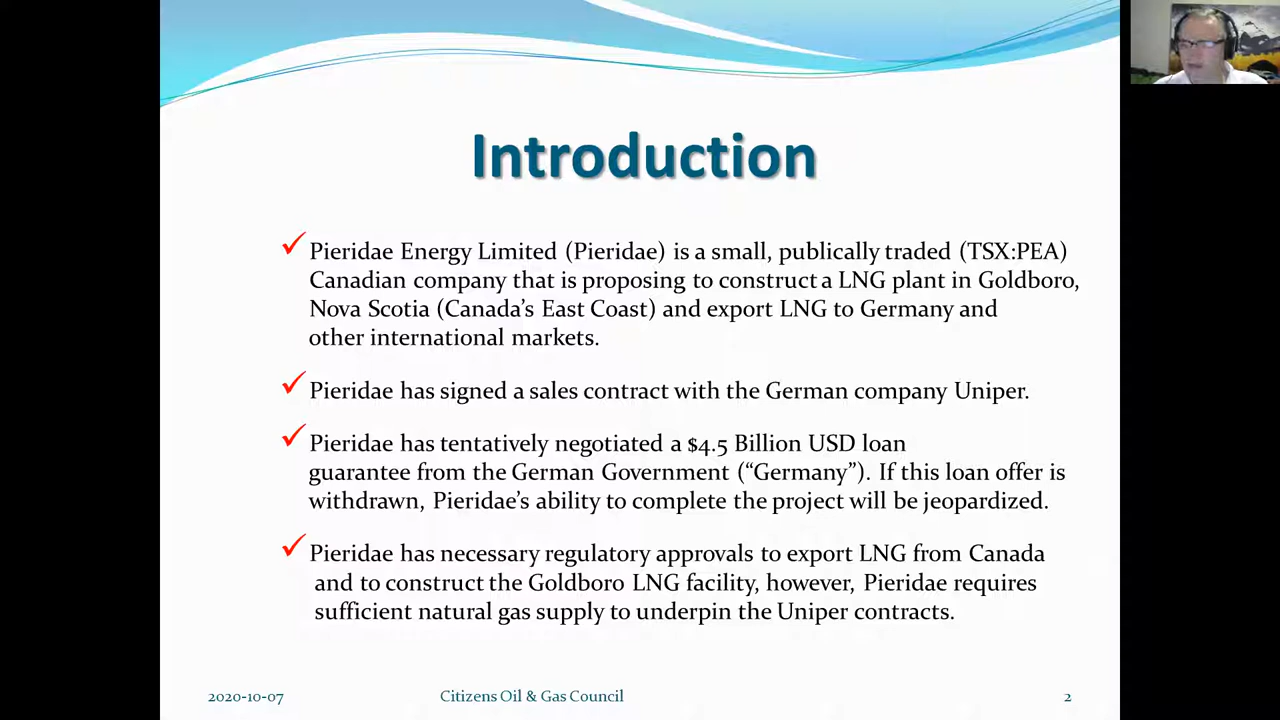 Introduction
Pieridae Energy Limited (Pieridae) is a small, publically traded (TSX:PEA)
Canadian company that is proposing to construct a LNG plant in Goldboro,
Nova Scotia (Canada's East Coast) and export LNG to Germany and
other international markets.
Pieridae has signed a sales contract with the German company Uniper.
Pieridae has tentatively negotiated a $4.5 Billion USD loan
guarantee from the German Government (“Germany”). If this loan offer is
withdrawn, Pieridae's ability to complete the project will be jeopardized.
Pieridae has necessary regulatory approvals to export LNG from Canada
and to construct the Goldboro LNG facility, however, Pieridae requires
sufficient natural gas supply to underpin the Uniper contracts.
2020-10-07 Citizens Oil & Gas Council 2